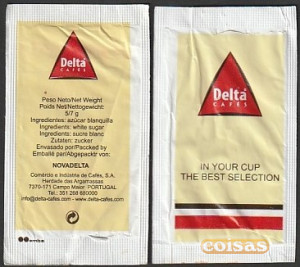 Delta
CAFÉS
Peso Neto/Net Weight
Poids Net/Nettogewicht:
5/7 g
Ingredientes: azúcar blanquilla
Ingredients: white sugar
Ingredients: sucre blanc
Zutaten: zucker
Envasado por/Paccked by
Emballé par/Abgepackt von:
NOVADELTA
Comércio e Indústria de Cafés, S.A.
Herdade das Argamassas
7370-171 Campo Maior. PORTUGAL
Tel.: 351 268 680000
info@delta-cafes.com - www.delta-cafes.com
Delta
CAFÉS
IN YOUR CUP
THE BEST SELECTION
coisas